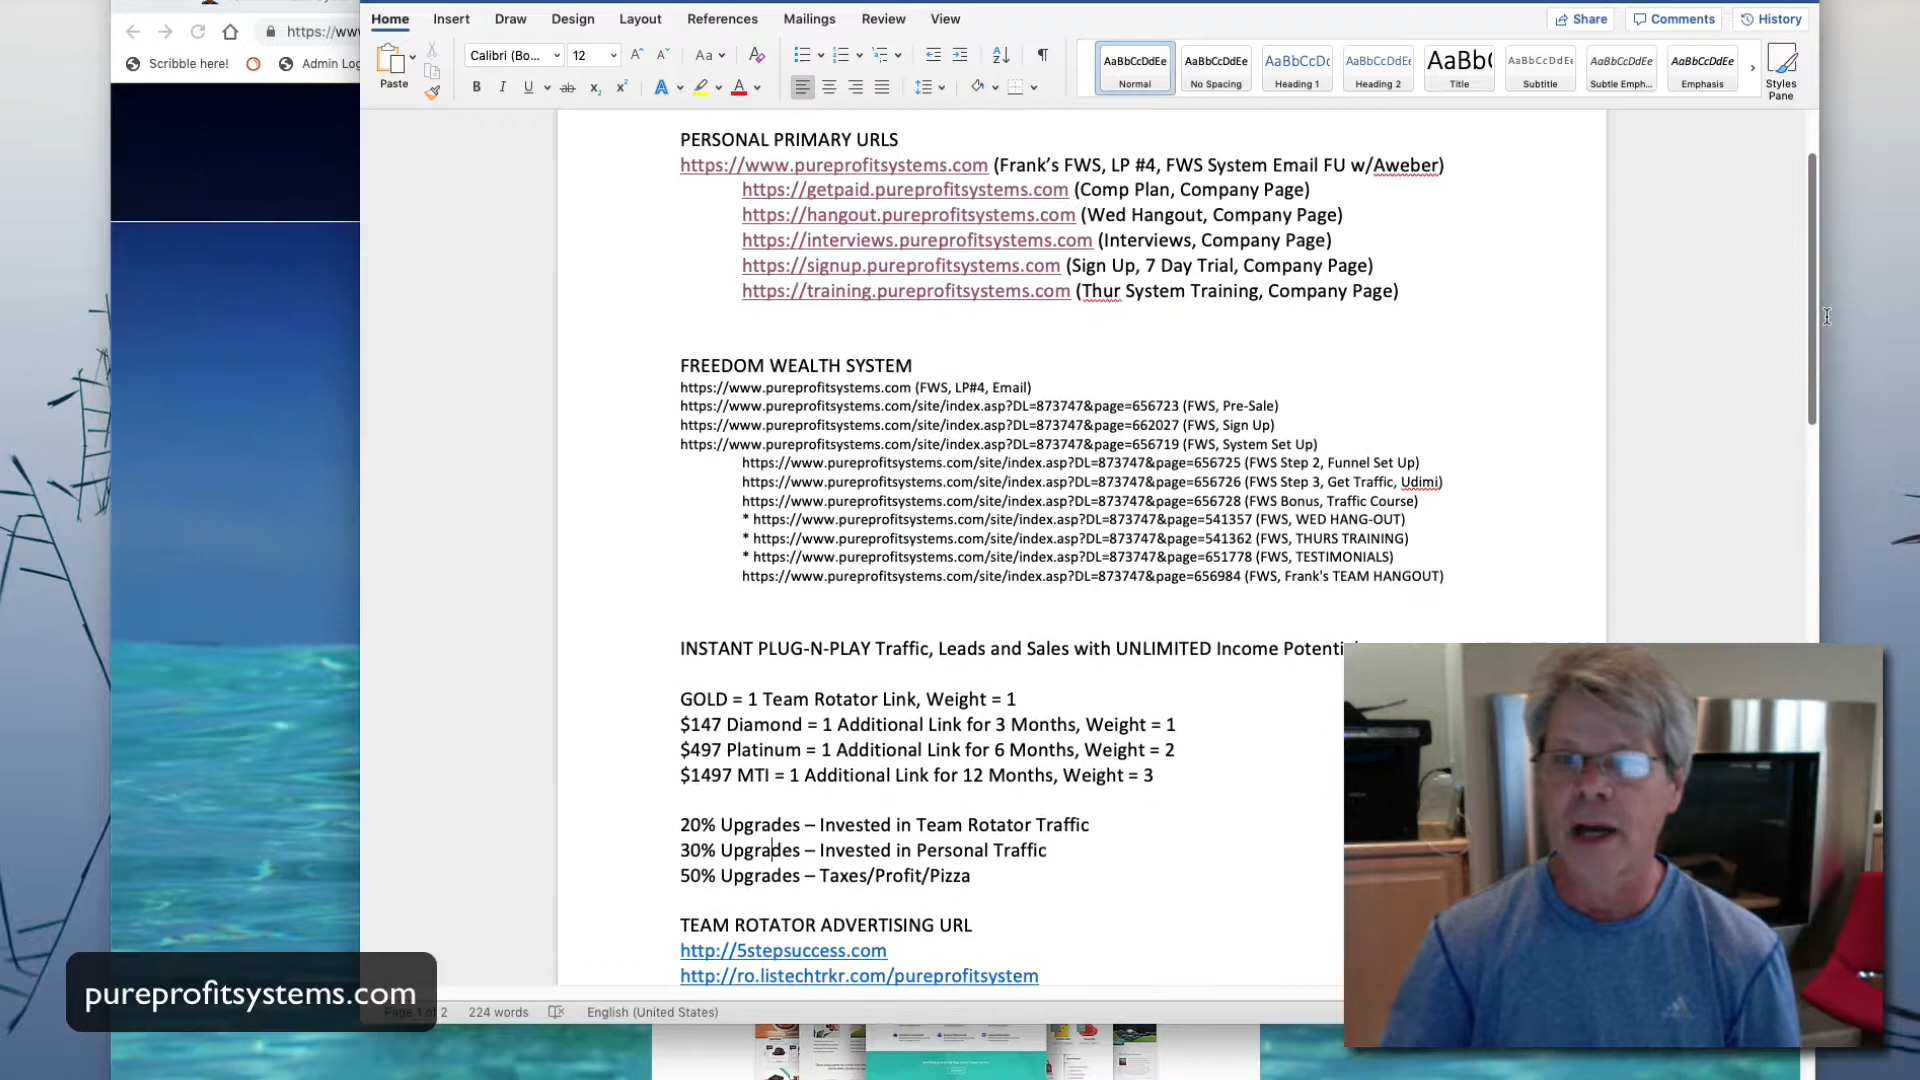 Home Insert Draw Design Layout References Mailings Review View Share Comments History
https://www
Scribble here! Admin Log
Paste Calibri (Bo... 12
AaBbCcDdEe AaBbCcDdEe AaBbCcDc AaBbCcDdEe AaBb( AaBbCcDdEe AaBbCcDdEe AaBbCcDdEe
Normal No Spacing Heading 1 Heading 2 Title Subtitle Subtle Emph... Emphasis Styles Pane
PERSONAL PRIMARY URLS
https://www.pureprofitsystems.com (Frank's FWS, LP #4, FWS System Email FU w/Aweber)
https://getpaid.pureprofitsystems.com (Comp Plan, Company Page)
https://hangout.pureprofitsystems.com (Wed Hangout, Company Page)
https://interviews.pureprofitsystems.com (Interviews, Company Page)
https://signup.pureprofitsystems.com (Sign Up, 7 Day Trial, Company Page)
https://training.pureprofitsystems.com (Thur System Training, Company Page)
FREEDOM WEALTH SYSTEM
https://www.pureprofitsystems.com (FWS, LP#4, Email)
https://www.pureprofitsystems.com/site/index.asp?DL=873747&page=656723 (FWS, Pre-Sale)
https://www.pureprofitsystems.com/site/index.asp?DL=873747&page=662027 (FWS, Sign Up)
https://www.pureprofitsystems.com/site/index.asp?DL=873747&page=656719 (FWS, System Set Up)
https://www.pureprofitsystems.com/site/index.asp?DL=873747&page=656725 (FWS Step 2, Funnel Set Up)
https://www.pureprofitsystems.com/site/index.asp?DL=873747&page=656726 (FWS Step 3, Get Traffic, Udimi)
https://www.pureprofitsystems.com/site/index.asp?DL=873747&page=656728 (FWS Bonus, Traffic Course)
* https://www.pureprofitsystems.com/site/index.asp?DL=873747&page=541357 (FWS, WED HANG-OUT)
* https://www.pureprofitsystems.com/site/index.asp?DL=873747&page=541362 (FWS, THURS TRAINING)
* https://www.pureprofitsystems.com/site/index.asp?DL=873747&page=651778 (FWS, TESTIMONIALS)
https://www.pureprofitsystems.com/site/index.asp?DL=873747&page=656984 (FWS, Frank's TEAM HANGOUT)
INSTANT PLUG-N-PLAY Traffic, Leads and Sales with UNLIMITED Income Potenti
GOLD = 1 Team Rotator Link, Weight = 1
$147 Diamond = 1 Additional Link for 3 Months, Weight = 1
$497 Platinum = 1 Additional Link for 6 Months, Weight = 2
$1497 MTI = 1 Additional Link for 12 Months, Weight = 3
20% Upgrades – Invested in Team Rotator Traffic
30% Upgrades – Invested in Personal Traffic
50% Upgrades – Taxes/Profit/Pizza
TEAM ROTATOR ADVERTISING URL
http://5stepsuccess.com
http://ro.listechtrkr.com/pureprofitsystem
pureprofitsystems.com
Page 1 of 2 224 words English (United States)